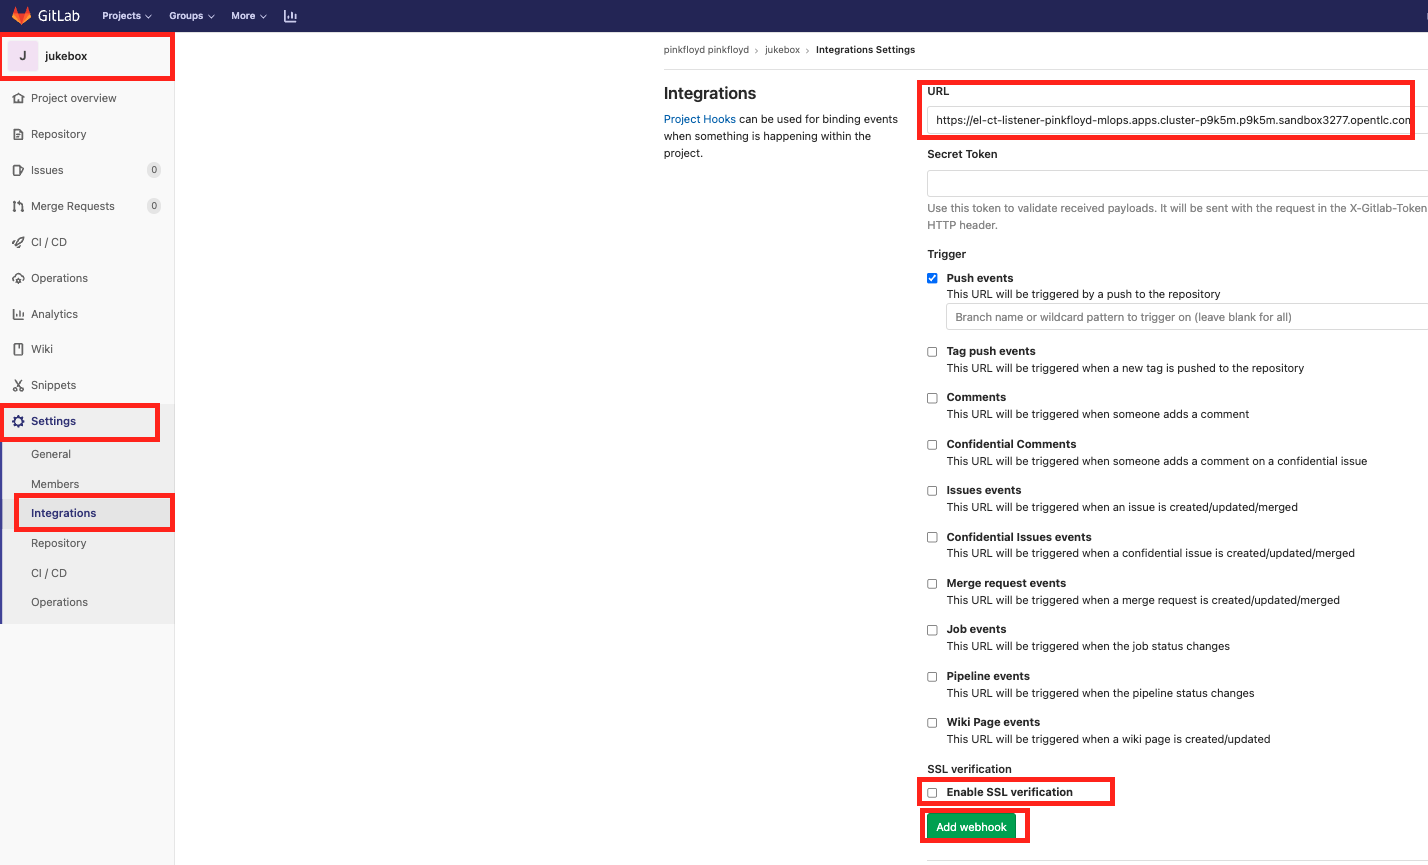 GitLab
Projects
Groups
More
J
jukebox
Project overview
Repository
Issues
0
Merge Requests
0
CI / CD
Operations
Analytics
Wiki
Snippets
Settings
General
Members
Integrations
Repository
CI / CD
Operations
pinkfloyd pinkfloyd › jukebox › Integrations Settings
Integrations
Project Hooks can be used for binding events
when something is happening within the
project.
URL
https://el-ct-listener-pinkfloyd-mlops.apps.cluster-p9k5m.p9k5m.sandbox3277.opentlc.com
Secret Token
Use this token to validate received payloads. It will be sent with the request in the X-Gitlab-Token
HTTP header.
Trigger
Push events
This URL will be triggered by a push to the repository
Branch name or wildcard pattern to trigger on (leave blank for all)
Tag push events
This URL will be triggered when a new tag is pushed to the repository
Comments
This URL will be triggered when someone adds a comment
Confidential Comments
This URL will be triggered when someone adds a comment on a confidential issue
Issues events
This URL will be triggered when an issue is created/updated/merged
Confidential Issues events
This URL will be triggered when a confidential issue is created/updated/merged
Merge request events
This URL will be triggered when a merge request is created/updated/merged
Job events
This URL will be triggered when the job status changes
Pipeline events
This URL will be triggered when the pipeline status changes
Wiki Page events
This URL will be triggered when a wiki page is created/updated
SSL verification
Enable SSL verification
Add webhook